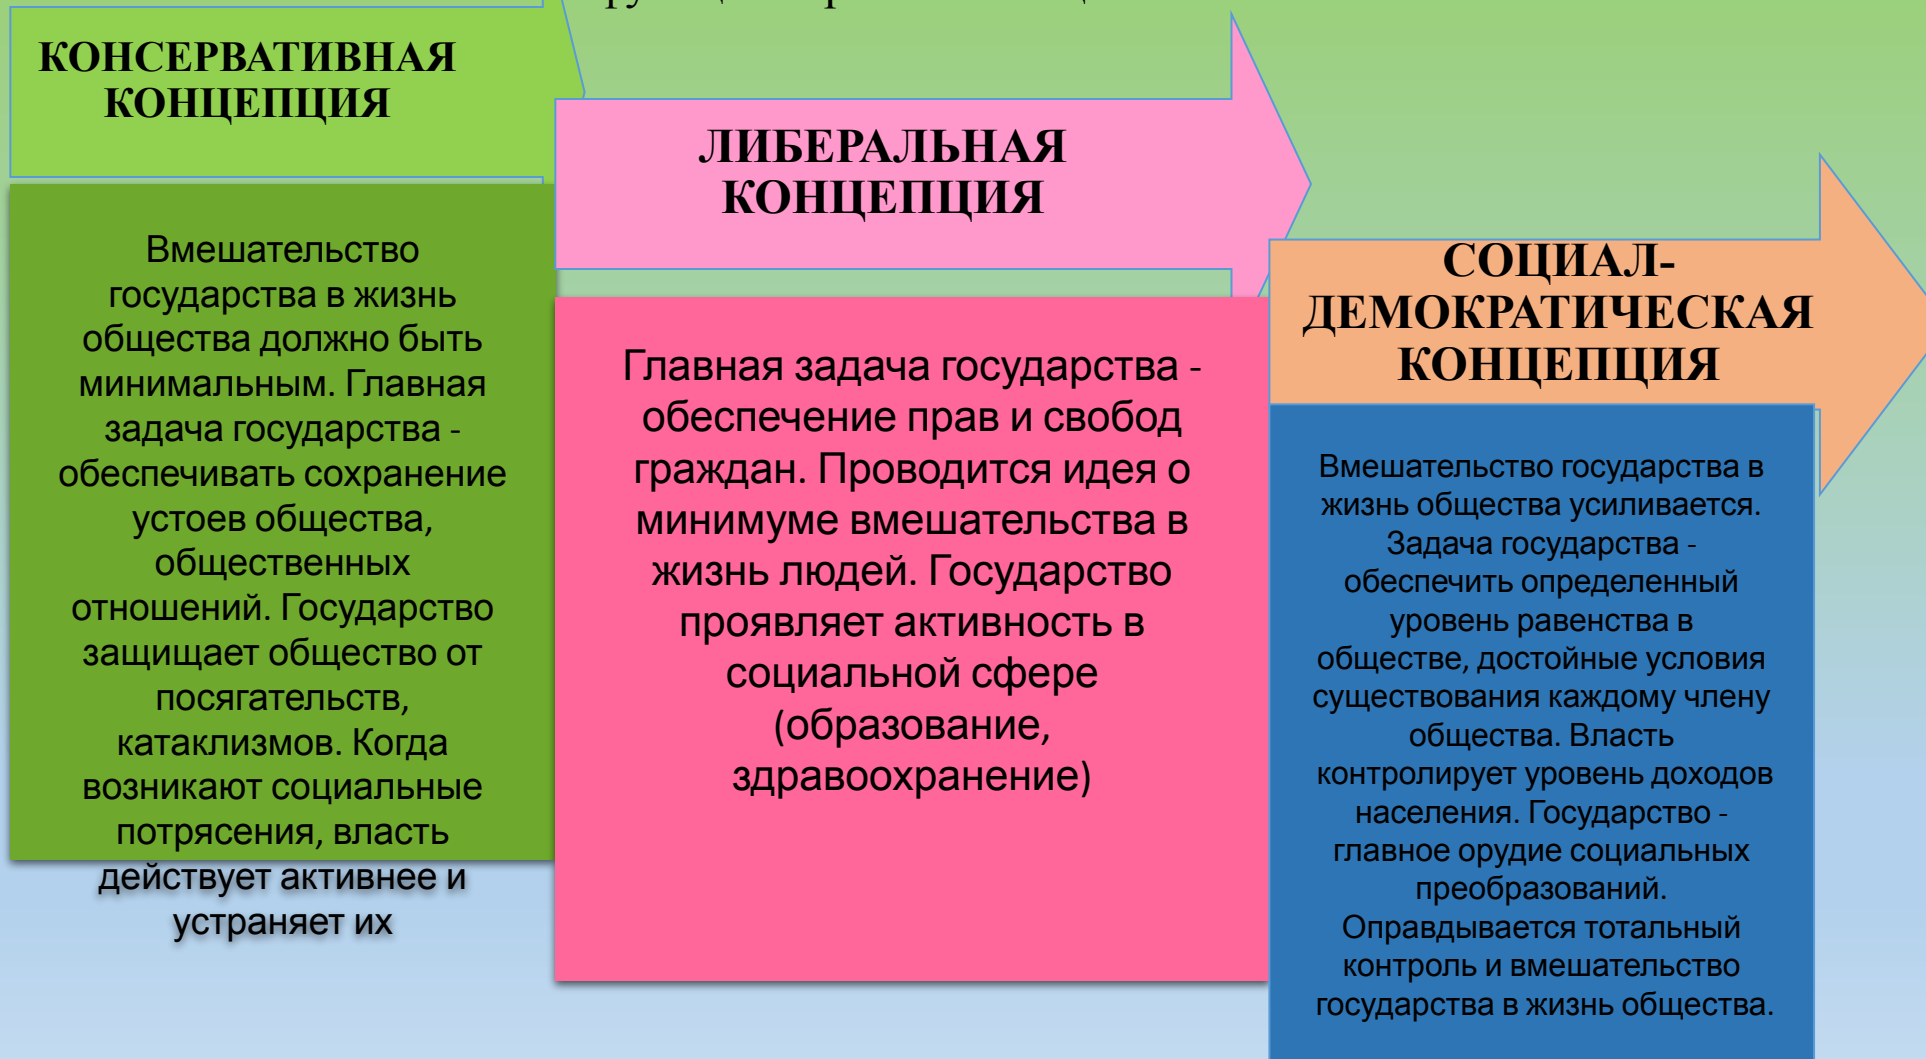 КОНСЕРВАТИВНАЯ
КОНЦЕПЦИЯ
Вмешательство
государства в жизнь
общества должно быть
минимальным. Главная
задача государства -
обеспечивать сохранение
устоев общества,
общественных
отношений. Государство
защищает общество от
посягательств,
катаклизмов. Когда
возникают социальные
потрясения, власть
действует активнее и
устраняет их
ЛИБЕРАЛЬНАЯ
КОНЦЕПЦИЯ
Главная задача государства -
обеспечение прав и свобод
граждан. Проводится идея о
минимуме вмешательства в
жизнь людей. Государство
проявляет активность в
социальной сфере
(образование,
здравоохранение)
СОЦИАЛ-
ДЕМОКРАТИЧЕСКАЯ
КОНЦЕПЦИЯ
Вмешательство государства в
жизнь общества усиливается.
Задача государства -
обеспечить определенный
уровень равенства в
обществе, достойные условия
существования каждому члену
общества. Власть
контролирует уровень доходов
населения. Государство -
главное орудие социальных
преобразований.
Оправдывается тотальный
контроль и вмешательство
государства в жизнь общества.